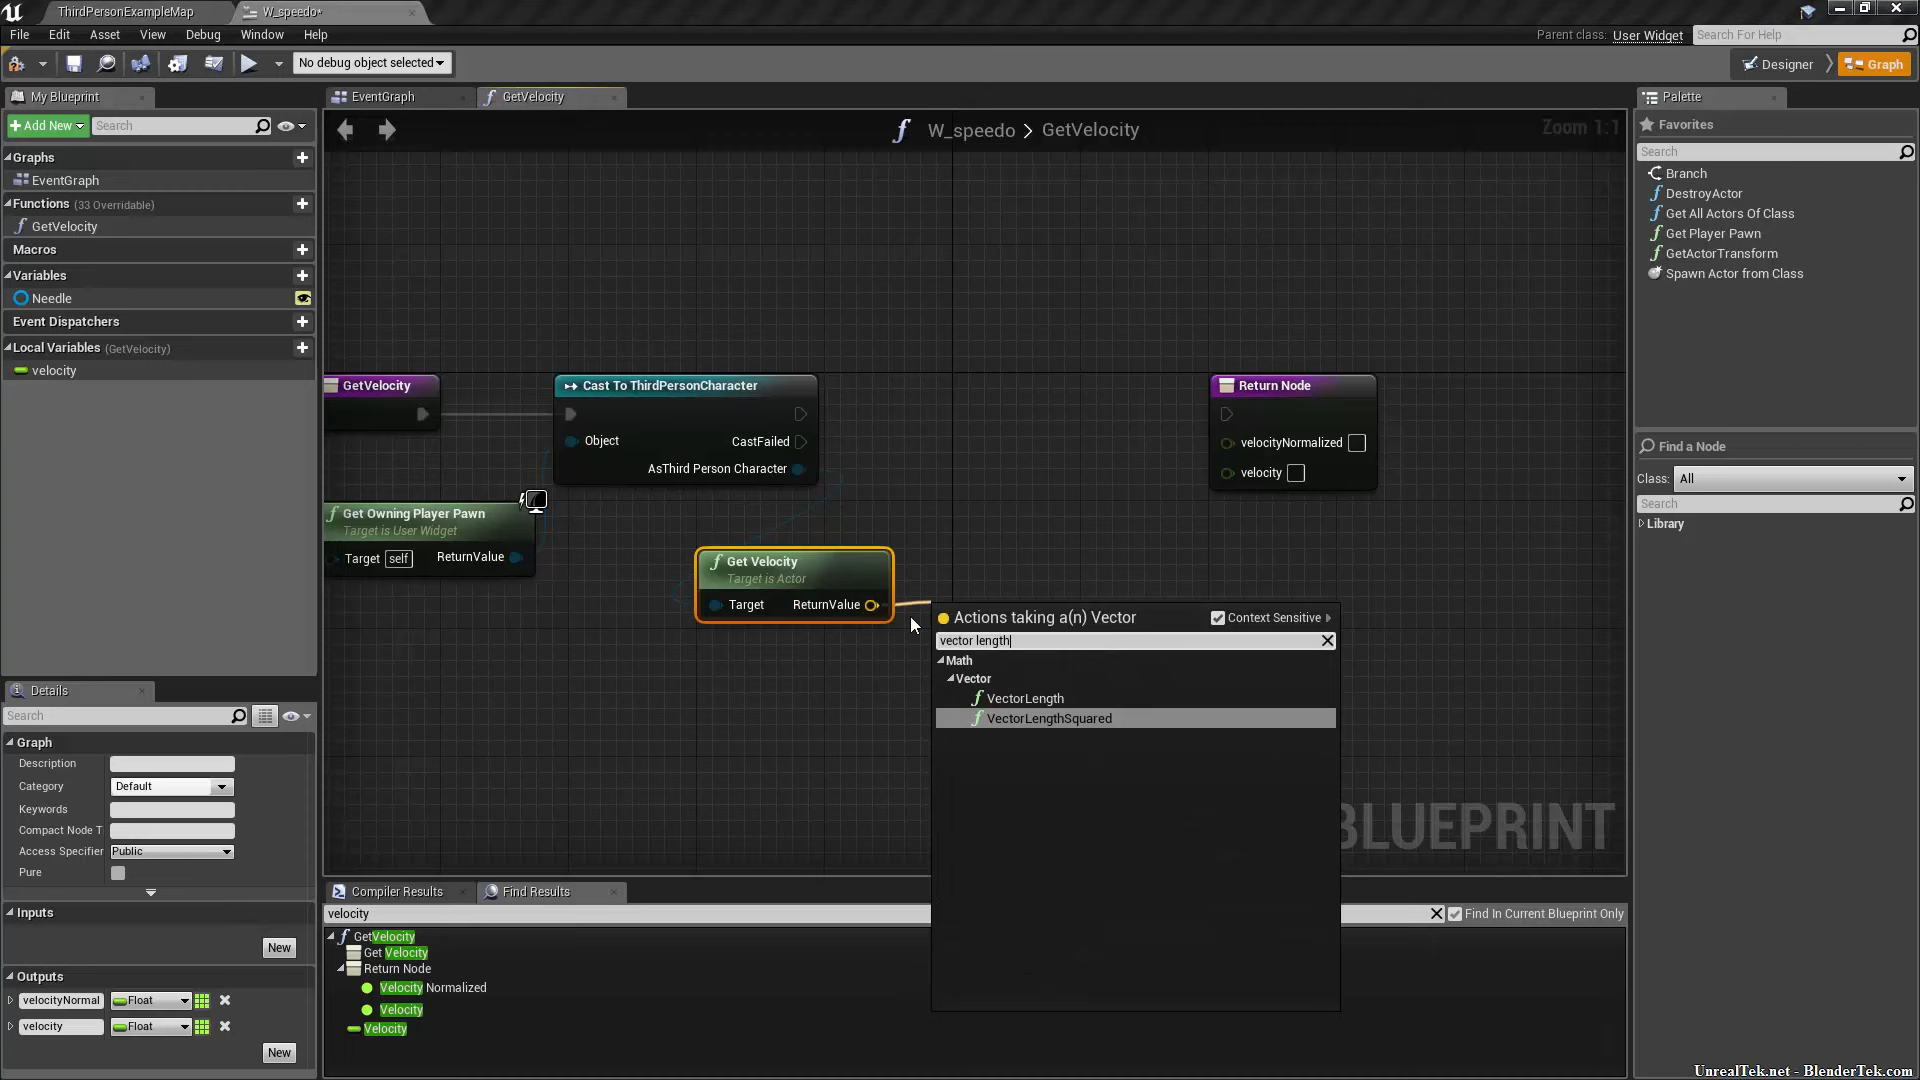 ThirdPersonExampleMap
W_speedo*
File Edit Asset View Debug Window Help
Parent class: User Widget
Search For Help
No debug object selected
Designer
Graph
My Blueprint
EventGraph
GetVelocity
Palette
Add New
Search
W_speedo > GetVelocity
Zoom 1:1
Favorites
Search
Graphs
EventGraph
Functions (33 Overridable)
GetVelocity
Macros
Variables
Needle
Event Dispatchers
Local Variables (GetVelocity)
velocity
Branch
DestroyActor
Get All Actors Of Class
Get Player Pawn
GetActorTransform
Spawn Actor from Class
GetVelocity
Cast To ThirdPersonCharacter
Object
CastFailed
AsThird Person Character
Return Node
velocityNormalized
velocity
Get Owning Player Pawn
Target is User Widget
Target self
ReturnValue
Get Velocity
Target is Actor
Target
ReturnValue
Actions taking a(n) Vector
Context Sensitive
vector length
Math
Vector
VectorLength
VectorLengthSquared
BLUEPRINT
Find a Node
Class: All
Search
Library
Details
Search
Graph
Description
Category Default
Keywords
Compact Node T
Access Specifier Public
Pure
Inputs
New
Outputs
velocityNormal Float
velocity Float
New
Compiler Results
Find Results
velocity
Find In Current Blueprint Only
GetVelocity
Get Velocity
Return Node
Velocity Normalized
Velocity
Velocity
UnrealTek.net - BlenderTek.com